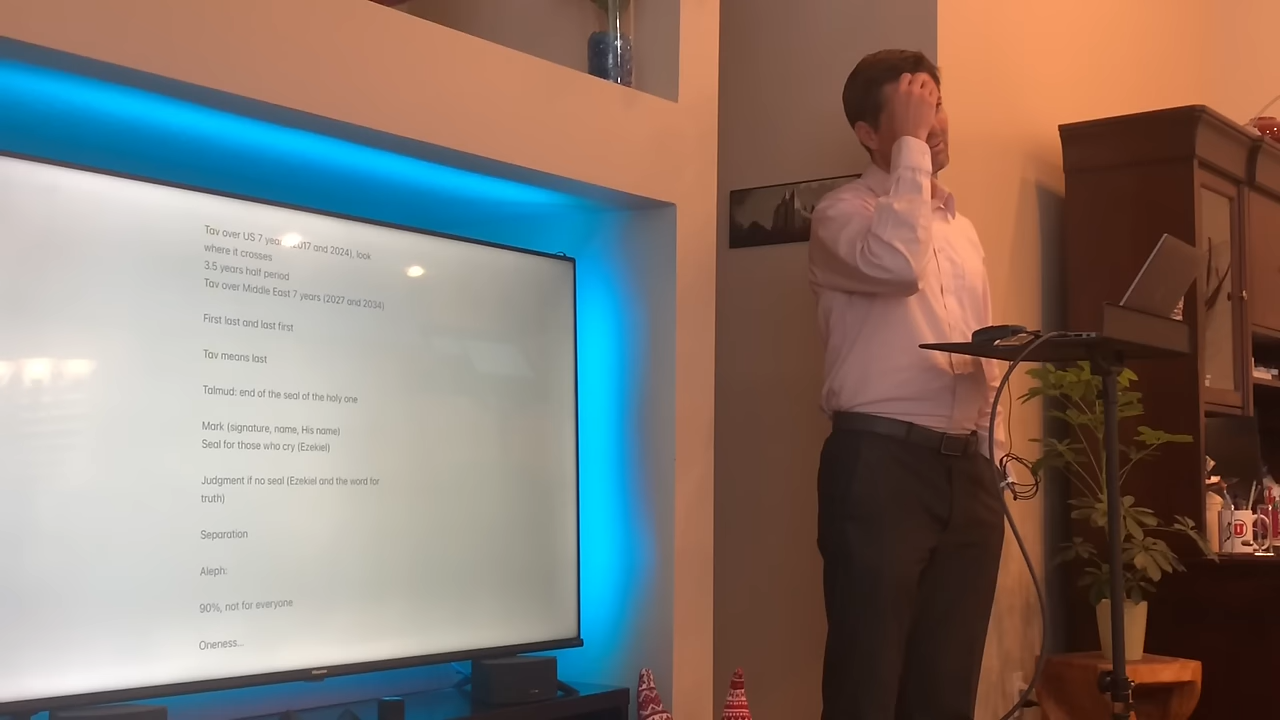 Tav over US 7 years (2017 and 2024), look
where it crosses
3.5 years half period
Tav over Middle East 7 years (2027 and 2034)
First last and last first
Tav means last
Talmud: end of the seal of the holy one
Mark (signature, name, His name)
Seal for those who cry (Ezekiel)
Judgment if no seal (Ezekiel and the word for
truth)
Separation
Aleph:
90%, not for everyone
Oneness...
Hisense
U